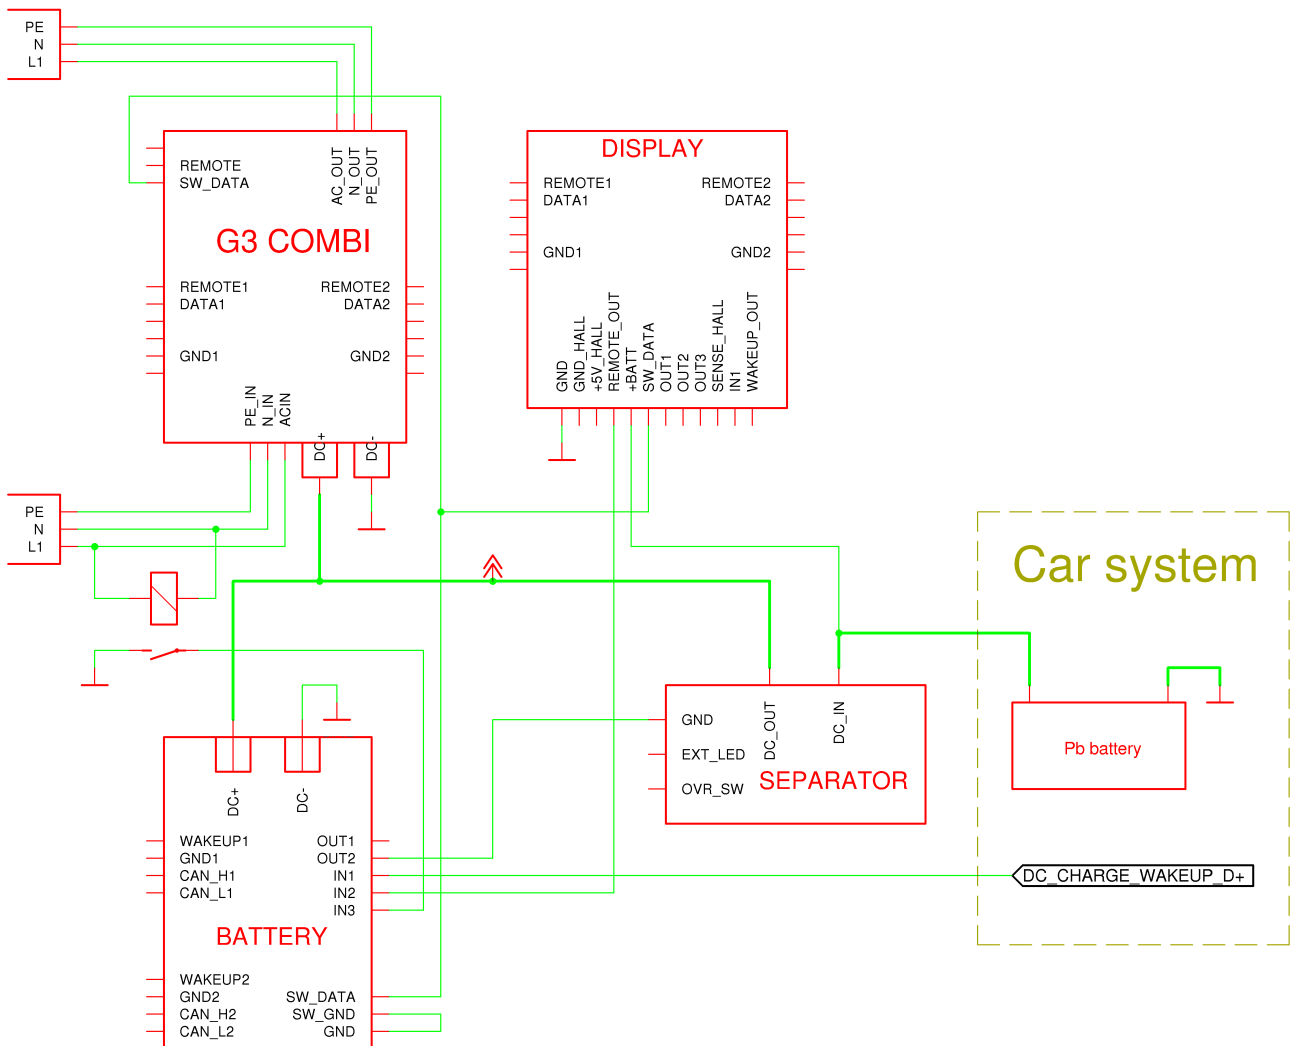 PE
N
L1
REMOTE
SW_DATA
AC_OUT
N_OUT
PE_OUT
G3 COMBI
REMOTE1
DATA1
GND1
REMOTE2
DATA2
GND2
PE_IN
N_IN
ACIN
DC+
DC-
DISPLAY
REMOTE1
DATA1
GND1
REMOTE2
DATA2
GND2
GND
GND_HALL
+5V_HALL
REMOTE_OUT
+BATT
SW_DATA
OUT1
OUT2
OUT3
SENSE_HALL
IN1
WAKEUP_OUT
PE
N
L1
Car system
Pb battery
DC_CHARGE_WAKEUP_D+
GND
EXT_LED
OVR_SW
DC_OUT
DC_IN
SEPARATOR
DC+
DC-
WAKEUP1
GND1
CAN_H1
CAN_L1
OUT1
OUT2
IN1
IN2
IN3
BATTERY
WAKEUP2
GND2
CAN_H2
CAN_L2
SW_DATA
SW_GND
GND